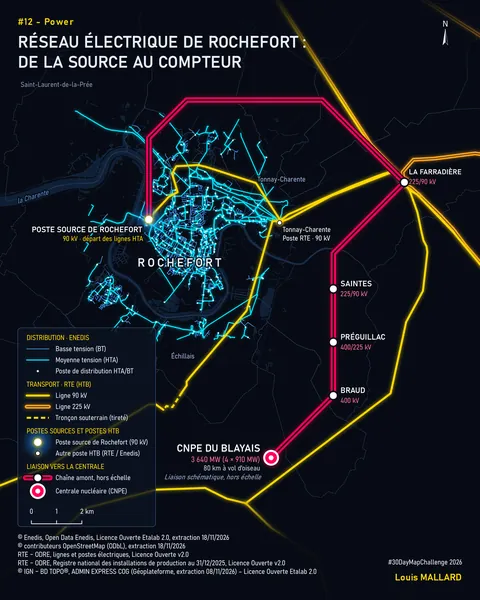 #12 - Power
RÉSEAU ÉLECTRIQUE DE ROCHEFORT :
DE LA SOURCE AU COMPTEUR
N
Saint-Laurent-de-la-Prée
la Charente
Tonnay-Charente
LA FARRADIÈRE
225/90 kV
POSTE SOURCE DE ROCHEFORT
90 kV · départ des lignes HTA
Tonnay-Charente
Poste RTE · 90 kV
ROCHEFORT
SAINTES
225/90 kV
PRÉGUILLAC
400/225 kV
Échillais
BRAUD
400 kV
CNPE DU BLAYAIS
3 640 MW (4 × 910 MW)
80 km à vol d'oiseau
Liaison schématique, hors échelle
DISTRIBUTION · ENEDIS
Basse tension (BT)
Moyenne tension (HTA)
Poste de distribution HTA/BT
TRANSPORT · RTE (HTB)
Ligne 90 kV
Ligne 225 kV
Tronçon souterrain (tireté)
POSTES SOURCES ET POSTES HTB
Poste source de Rochefort (90 kV)
Autre poste HTB (RTE / Enedis)
LIAISON VERS LA CENTRALE
Chaîne amont, hors échelle
Centrale nucléaire (CNPE)
0 1 2 km
© Enedis, Open Data Enedis, Licence Ouverte Etalab 2.0, extraction 18/11/2026
© contributeurs OpenStreetMap (ODbL), extraction 18/11/2026
RTE – ODRE, lignes et postes électriques, Licence Ouverte v2.0
RTE – ODRE, Registre national des installations de production au 31/12/2025, Licence Ouverte v2.0
© IGN – BD TOPO®, ADMIN EXPRESS COG (Géoplateforme, extraction 08/11/2026) – Licence Ouverte Etalab 2.0
#30DayMapChallenge 2026
Louis MALLARD